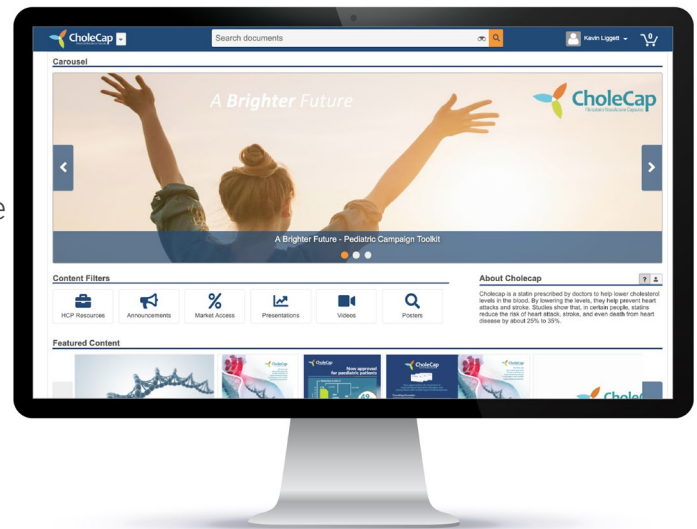 e
CholeCap
Search documents
Kevin Liggett
0
Carousel
A Brighter Future
CholeCap
A Brighter Future - Pediatric Campaign Toolkit
Content Filters
HCP Resources
Announcements
%
Market Access
Presentations
Videos
Posters
About Cholecap
?
Cholecap is a statin prescribed by doctors to help lower cholesterol
levels in the blood. By lowering the levels, they help prevent heart
attacks and stroke. Studies show that, in certain people, statins
reduce the risk of heart attack, stroke, and even death from heart
disease by about 25% to 35%.
Featured Content
CholeCap
CholeCap
Now approved
for paediatric patients
49
CholeCap
CholeCap
CholeC